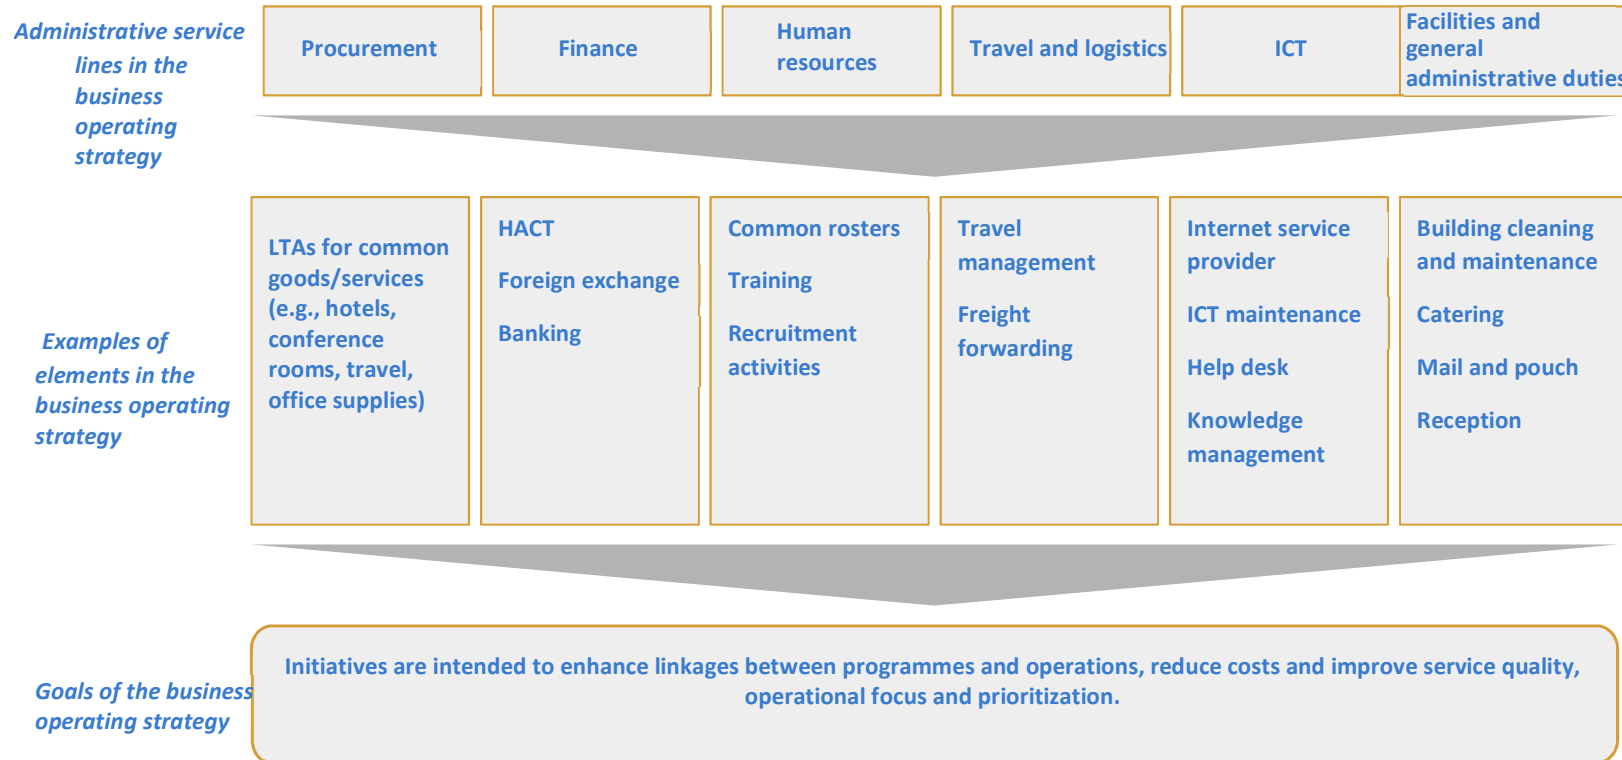 Administrative service
lines in the
business
operating
strategy
Procurement
Finance
Human
resources
Travel and logistics
ICT
Facilities and
general
administrative duties
Examples of
elements in the
business operating
strategy
LTAs for common
goods/services
(e.g., hotels,
conference
rooms, travel,
office supplies)
HACT
Foreign exchange
Banking
Common rosters
Training
Recruitment
activities
Travel
management
Freight
forwarding
Internet service
provider
ICT maintenance
Help desk
Knowledge
management
Building cleaning
and maintenance
Catering
Mail and pouch
Reception
Goals of the business
operating strategy
Initiatives are intended to enhance linkages between programmes and operations, reduce costs and improve service quality,
operational focus and prioritization.